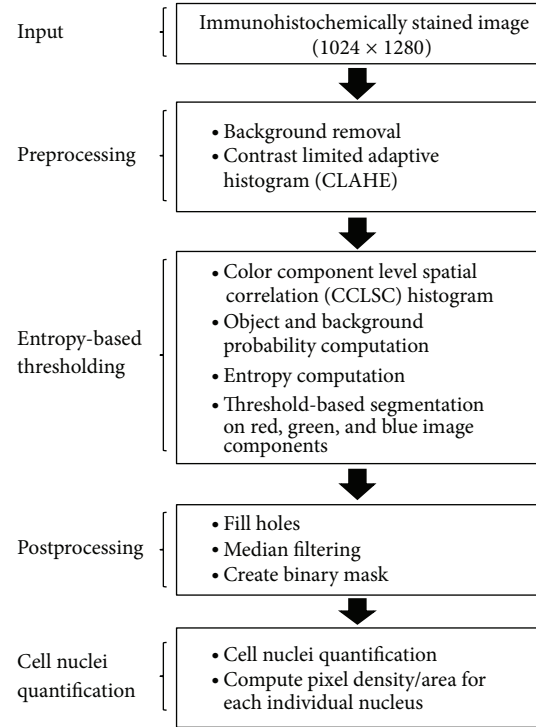 Input
Immunohistochemically stained image
(1024 × 1280)
Preprocessing
• Background removal
• Contrast limited adaptive
histogram (CLAHE)
Entropy-based
thresholding
• Color component level spatial
correlation (CCLSC) histogram
• Object and background
probability computation
• Entropy computation
• Threshold-based segmentation
on red, green, and blue image
components
Postprocessing
• Fill holes
• Median filtering
• Create binary mask
Cell nuclei
quantification
• Cell nuclei quantification
• Compute pixel density/area for
each individual nucleus